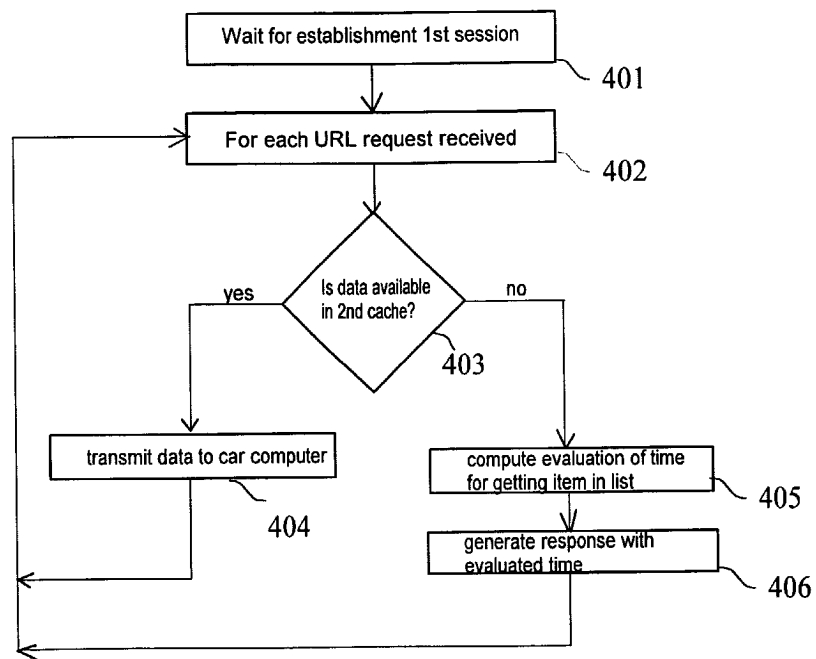 Wait for establishment 1st session
401
For each URL request received
402
Is data available
in 2nd cache?
yes
no
403
transmit data to car computer
404
compute evaluation of time
for getting item in list
405
generate response with
evaluated time
406